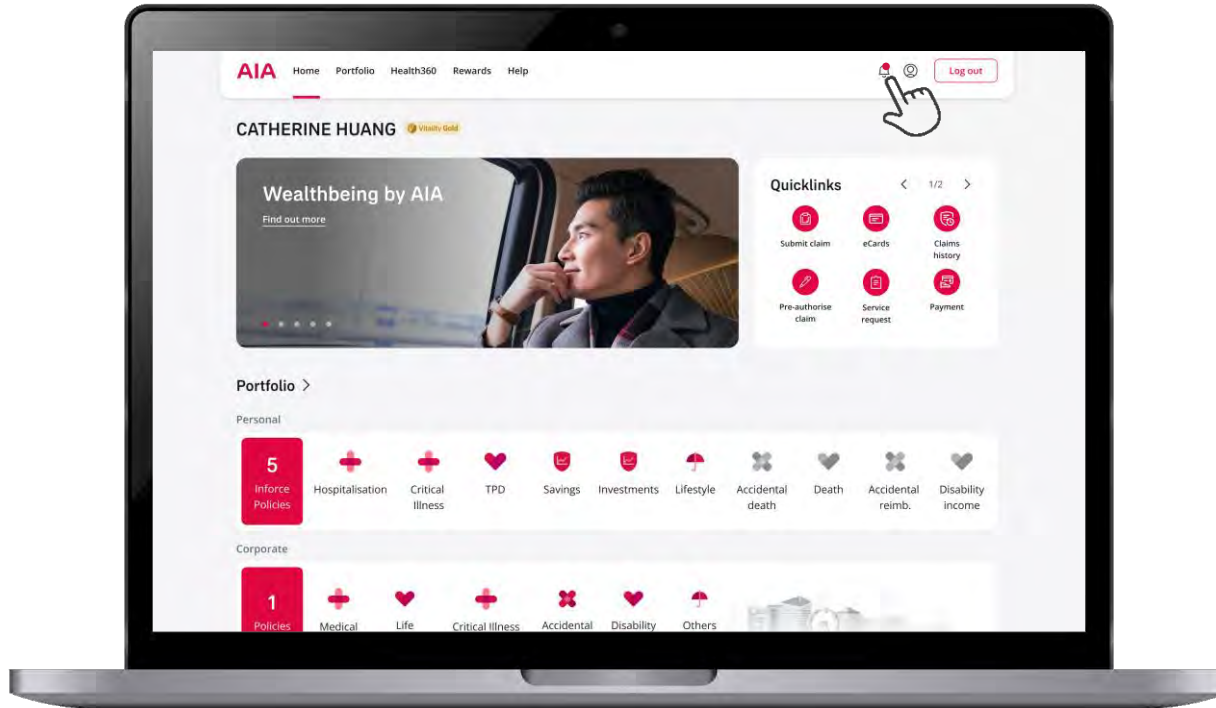 AIA Home Portfolio Health360 Rewards Help Log out
CATHERINE HUANG Vitality Gold
Wealthbeing by AIA
Find out more
Quicklinks 1/2
Submit claim eCards Claims
history
Pre-authorise Service Payment
claim request
Portfolio
Personal
5
Inforce Hospitalisation Critical TPD Savings Investments Lifestyle Accidental Death Accidental Disability
Policies Illness death reimb. income
Corporate
1
Policies Medical Life Critical Illness Accidental Disability Others